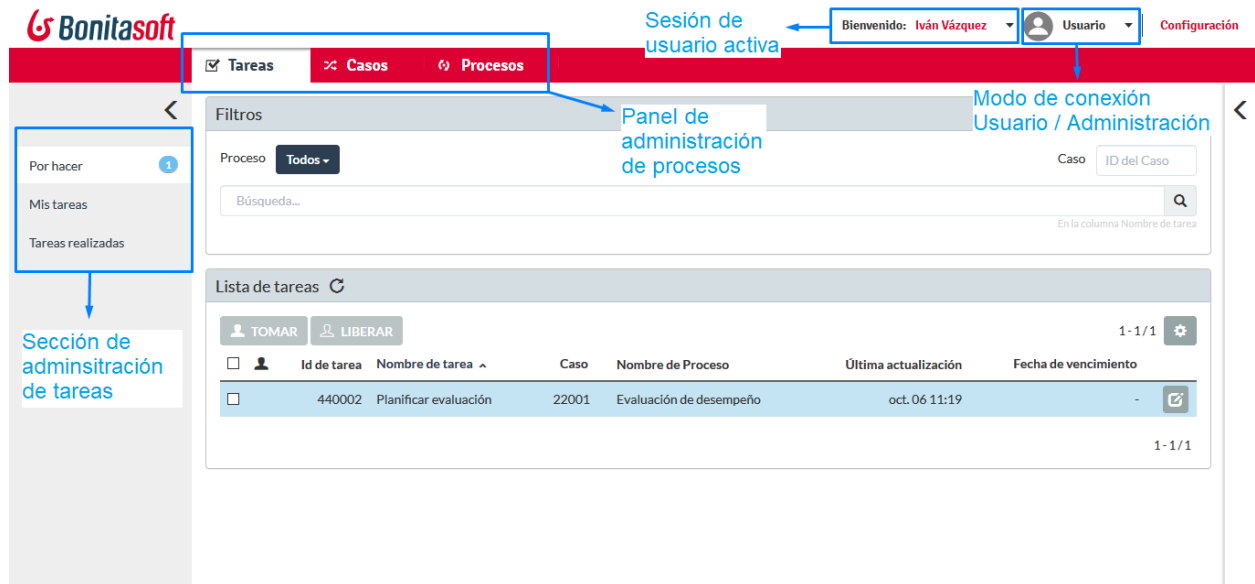 Bonitasoft
Sesión de
usuario activa
Bienvenido: Iván Vázquez
Usuario
Configuración
Tareas
Casos
Procesos
Modo de conexión
Usuario / Administración
Filtros
Panel de
administración
de procesos
Por hacer 1
Mis tareas
Tareas realizadas
Proceso Todos
Caso ID del Caso
Búsqueda...
En la columna Nombre de tarea
Sección de
adminsitración
de tareas
Lista de tareas
TOMAR LIBERAR 1-1/1
Id de tarea Nombre de tarea Caso Nombre de Proceso Última actualización Fecha de vencimiento
440002 Planificar evaluación 22001 Evaluación de desempeño oct. 06 11:19 -
1-1/1